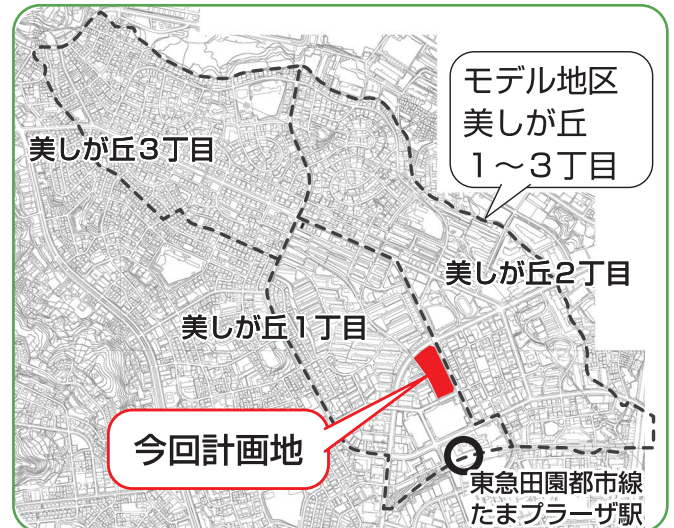 モデル地区
美しが丘
1～3丁目
美しが丘3丁目
美しが丘2丁目
美しが丘1丁目
今回計画地
東急田園都市線
たまプラーザ駅